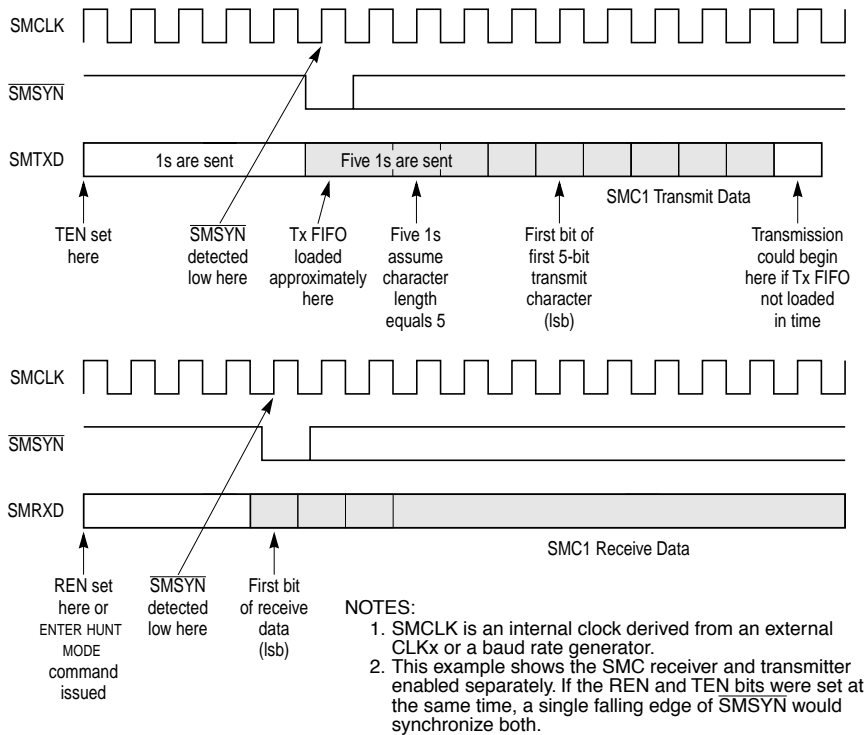 SMCLK
SMSYN
SMTXD
1s are sent
Five 1s are sent
SMC1 Transmit Data
TEN set
here
SMSYN
detected
low here
Tx FIFO
loaded
approximately
here
Five 1s
assume
character
length
equals 5
First bit of
first 5-bit
transmit
character
(lsb)
Transmission
could begin
here if Tx FIFO
not loaded
in time
SMCLK
SMSYN
SMRXD
SMC1 Receive Data
REN set
here or
ENTER HUNT
MODE
command
issued
SMSYN
detected
low here
First bit
of receive
data
(lsb)
NOTES:
1. SMCLK is an internal clock derived from an external
CLKx or a baud rate generator.
2. This example shows the SMC receiver and transmitter
enabled separately. If the REN and TEN bits were set at
the same time, a single falling edge of SMSYN would
synchronize both.